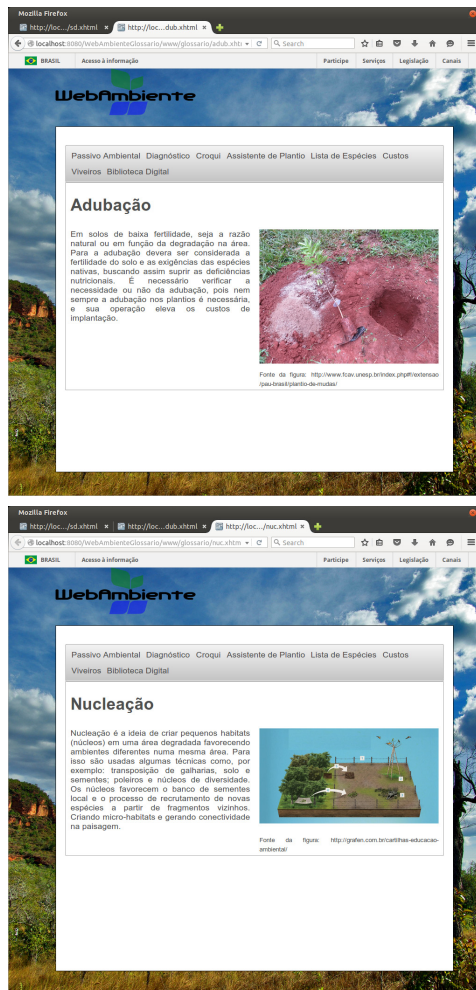 Mozilla Firefox
http://loc.../sd.xhtml × http://loc...dub.xhtml ×
localhost:8080/WebAmbienteGlossario/www/glossario/adub.xhti Search
BRASIL Acesso à informação Participe Serviços Legislação Canais
WebAmbiente
Passivo Ambiental Diagnóstico Croqui Assistente de Plantio Lista de Espécies Custos
Viveiros Biblioteca Digital
Adubação
Em solos de baixa fertilidade, seja a razão
natural ou em função da degradação na área.
Para a adubação devera ser considerada a
fertilidade do solo e as exigências das espécies
nativas, buscando assim suprir as deficiências
nutricionais. É necessário verificar a
necessidade ou não da adubação, pois nem
sempre a adubação nos plantios é necessária,
e sua operação eleva os custos de
implantação.
Fonte da figura: http://www.fcav.unesp.br/index.php#!/extensao
/pau-brasil/plantio-de-mudas/
Mozilla Firefox
http://loc.../sd.xhtml × http://loc...dub.xhtml × http://loc.../nuc.xhtml ×
localhost:8080/WebAmbienteGlossario/www/glossario/nuc.xhtm Search
BRASIL Acesso à informação Participe Serviços Legislação Canais
WebAmbiente
Passivo Ambiental Diagnóstico Croqui Assistente de Plantio Lista de Espécies Custos
Viveiros Biblioteca Digital
Nucleação
Nucleação é a ideia de criar pequenos habitats
(núcleos) em uma área degradada favorecendo
ambientes diferentes numa mesma área. Para
isso são usadas algumas técnicas como, por
exemplo: transposição de galharias, solo e
sementes; poleiros e núcleos de diversidade.
Os núcleos favorecem o banco de sementes
local e o processo de recrutamento de novas
espécies a partir de fragmentos vizinhos.
Criando micro-habitats e gerando conectividade
na paisagem.
Fonte da figura: http://grafen.com.br/cartilhas-educacao-
ambiental/